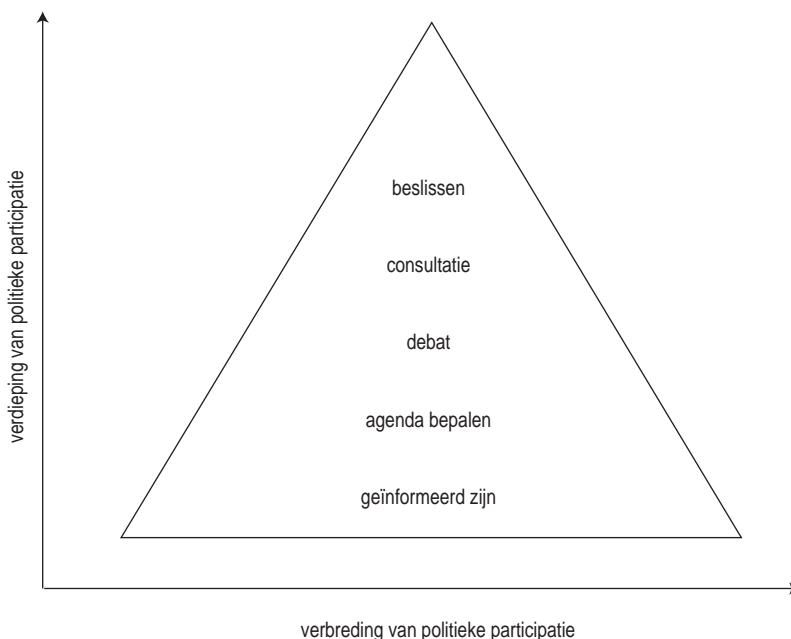 verdieping van politieke participatie
beslissen
consultatie
debat
agenda bepalen
geïnformeerd zijn
verbreding van politieke participatie